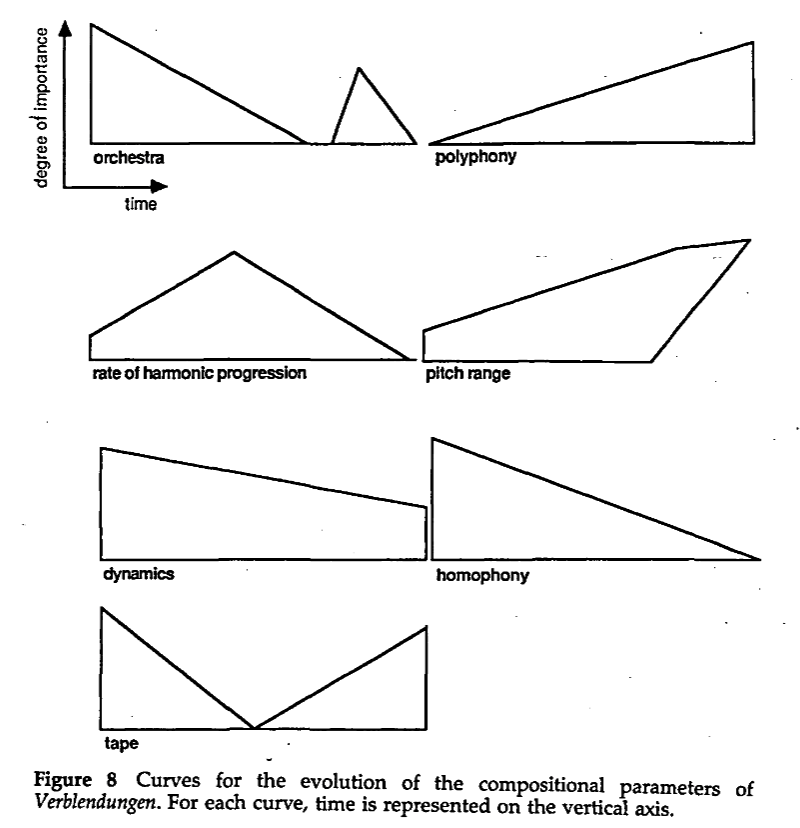 degree of importance
orchestra
polyphony
time
rate of harmonic progression
pitch range
dynamics
homophony
tape
Figure 8 Curves for the evolution of the compositional parameters of
Verblendungen. For each curve, time is represented on the vertical axis.